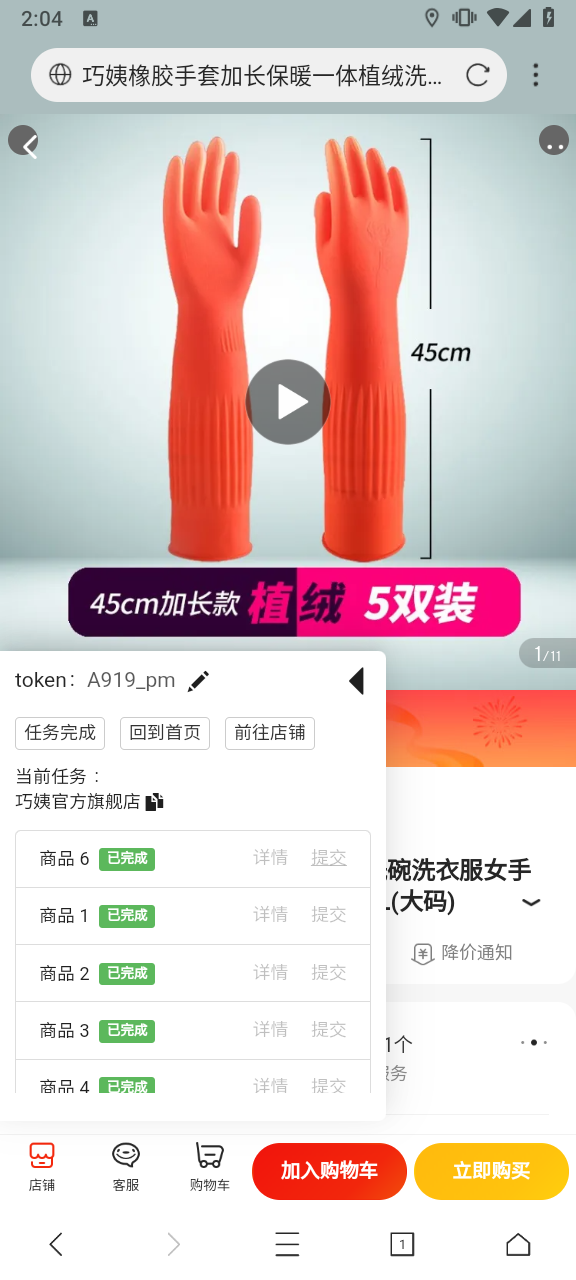 2:04
A
巧姨橡胶手套加长保暖一体植绒洗...
45cm
45cm加长款 植绒 5双装
1/11
token：A919_pm
任务完成 回到首页 前往店铺
当前任务：
巧姨官方旗舰店
商品 6 已完成 详情 提交
商品 1 已完成 详情 提交
商品 2 已完成 详情 提交
商品 3 已完成 详情 提交
商品 4 已完成 详情 提交
碗洗衣服女手
(大码)
降价通知
1个
务
店铺 客服 购物车 加入购物车 立即购买
1